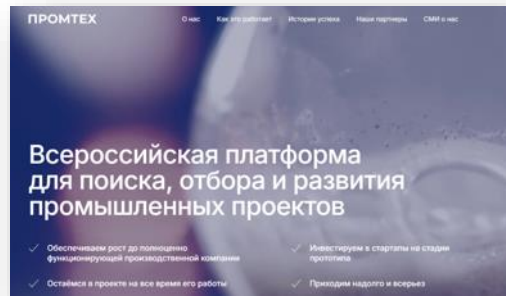 ПРОМТЕХ
О нас Как это работает Истории успеха Наши партнеры СМИ о нас
Всероссийская платформа
для поиска, отбора и развития
промышленных проектов
Обеспечиваем рост до полноценно
функционирующей производственной компании
Инвестируем в стартапы на стадии
прототипа
Остаёмся в проекте на все время его работы
Приходим надолго и всерьез